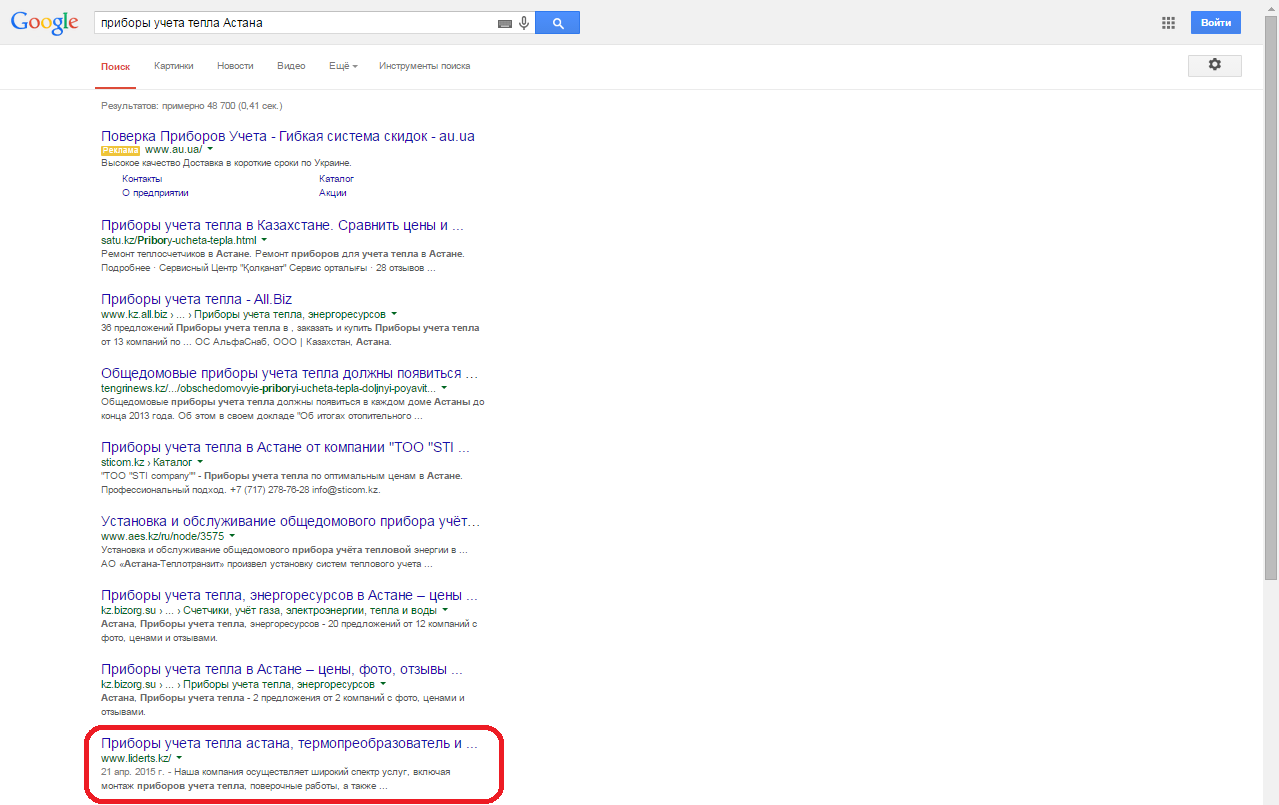 Google
приборы учета тепла Астана
Войти
Поиск Картинки Новости Видео Ещё Инструменты поиска
Результатов: примерно 48 700 (0,41 сек.)
Поверка Приборов Учета - Гибкая система скидок - au.ua
Реклама www.au.ua/
Высокое качество Доставка в короткие сроки по Украине.
Контакты Каталог
О предприятии Акции
Приборы учета тепла в Казахстане. Сравнить цены и ...
satu.kz/Pribory-ucheta-tepla.html
Ремонт теплосчетчиков в Астане. Ремонт приборов для учета тепла в Астане.
Подробнее · Сервисный Центр "Қолқанат" Сервис орталығы · 28 отзывов ...
Приборы учета тепла - All.Biz
www.kz.all.biz › ... › Приборы учета тепла, энергоресурсов
36 предложений Приборы учета тепла в , заказать и купить Приборы учета тепла
от 13 компаний по ... ОС АльфаСнаб, ООО | Казахстан, Астана.
Общедомовые приборы учета тепла должны появиться ...
tengrinews.kz/.../obschedomovyie-priboryi-ucheta-tepla-doljnyi-poyavit...
Общедомовые приборы учета тепла должны появиться в каждом доме Астаны до
конца 2013 года. Об этом в своем докладе "Об итогах отопительного ...
Приборы учета тепла в Астане от компании "ТОО "STI ...
sticom.kz › Каталог
"ТОО "STI company"" - Приборы учета тепла по оптимальным ценам в Астане.
Профессиональный подход. +7 (717) 278-76-28 info@sticom.kz.
Установка и обслуживание общедомового прибора учёт...
www.aes.kz/ru/node/3575
Установка и обслуживание общедомового прибора учёта тепловой энергии в ...
АО «Астана-Теплотранзит» произвел установку систем теплового учета ...
Приборы учета тепла, энергоресурсов в Астане – цены ...
kz.bizorg.su › ... › Счетчики, учёт газа, электроэнергии, тепла и воды
Астана, Приборы учета тепла, энергоресурсов - 20 предложений от 12 компаний с
фото, ценами и отзывами.
Приборы учета тепла в Астане – цены, фото, отзывы ...
kz.bizorg.su › ... › Приборы учета тепла, энергоресурсов
Астана, Приборы учета тепла - 2 предложения от 2 компаний с фото, ценами и
отзывами.
Приборы учета тепла астана, термопреобразователь и ...
www.liderts.kz/
21 апр. 2015 г. - Наша компания осуществляет широкий спектр услуг, включая
монтаж приборов учета тепла, поверочные работы, а также ...